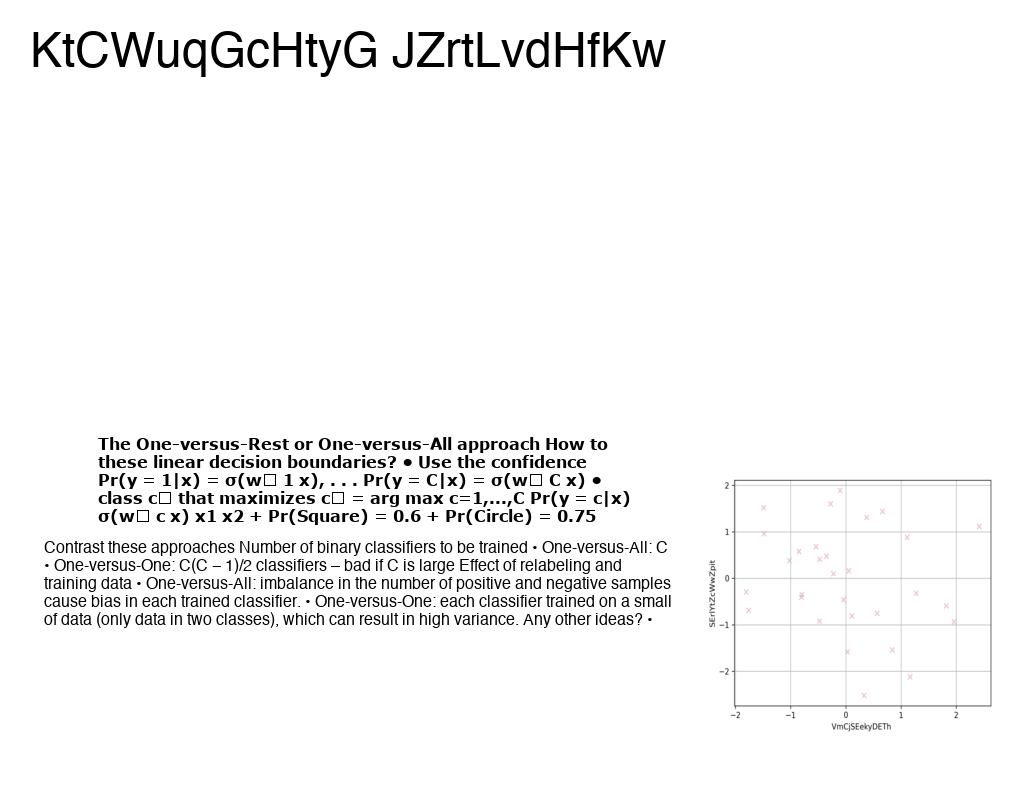 KtCWuqGcHtyG JZrtLvdHfKw
The One-versus-Rest or One-versus-All approach How to
these linear decision boundaries? • Use the confidence
Pr(y = 1|x) = σ(w□ 1 x), . . . Pr(y = C|x) = σ(w□ C x) •
class c□ that maximizes c□ = arg max c=1,...,C Pr(y = c|x)
σ(w□ c x) x1 x2 + Pr(Square) = 0.6 + Pr(Circle) = 0.75
Contrast these approaches Number of binary classifiers to be trained • One-versus-All: C
• One-versus-One: C(C − 1)/2 classifiers – bad if C is large Effect of relabeling and
training data • One-versus-All: imbalance in the number of positive and negative samples
cause bias in each trained classifier. • One-versus-One: each classifier trained on a small
of data (only data in two classes), which can result in high variance. Any other ideas? •
2
1
0
−1
−2
SErIYtZcWwZpit
−2 −1 0 1 2
VmCjSEekyDETh